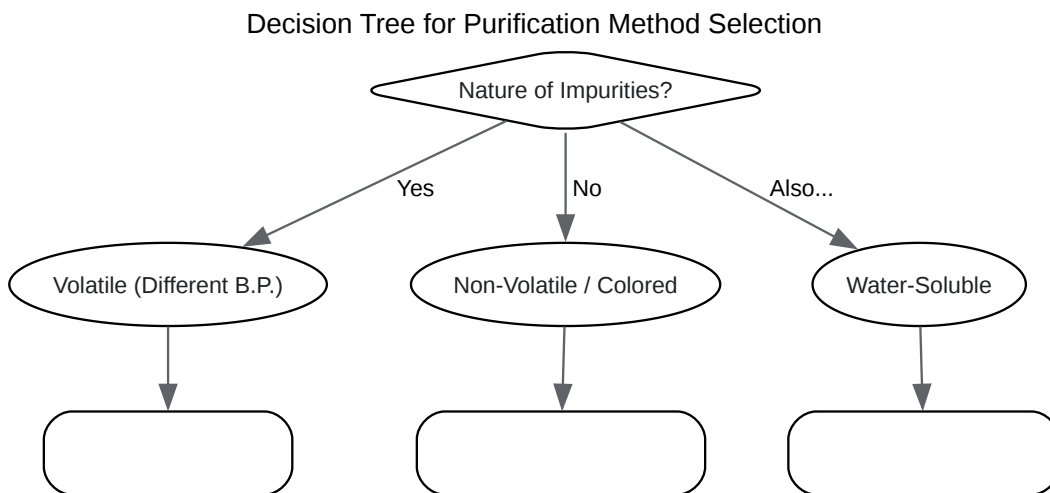 Decision Tree for Purification Method Selection
Nature of Impurities?
Yes
No
Also...
Volatile (Different B.P.)
Non-Volatile / Colored
Water-Soluble